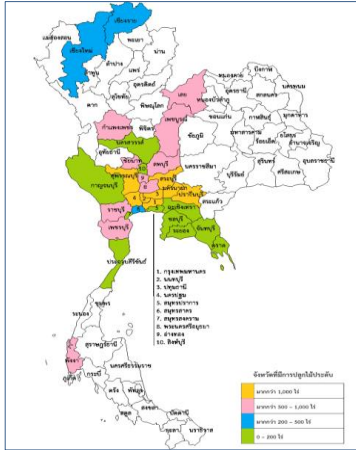 เชียงราย
แม่ฮ่องสอน
เชียงใหม่
พะเยา
น่าน
ลำพูน
ลำปาง
แพร่
อุตรดิตถ์
ตาก
สุโขทัย
พิษณุโลก
เลย
หนองคาย
บึงกาฬ
อุดรธานี
สกลนคร
นครพนม
หนองบัวลำภู
กำแพงเพชร
พิจิตร
เพชรบูรณ์
ขอนแก่น
กาฬสินธุ์
มุกดาหาร
ชัยภูมิ
มหาสารคาม
ร้อยเอ็ด
ยโสธร
อำนาจเจริญ
นครสวรรค์
อุทัยธานี
ชัยนาท
ลพบุรี
นครราชสีมา
บุรีรัมย์
สุรินทร์
ศรีสะเกษ
อุบลราชธานี
กาญจนบุรี
สุพรรณบุรี
สระบุรี
นครนายก
ปราจีนบุรี
สระแก้ว
ราชบุรี
ฉะเชิงเทรา
ชลบุรี
ระยอง
จันทบุรี
ตราด
เพชรบุรี
ประจวบคีรีขันธ์
1. กรุงเทพมหานคร
2. นนทบุรี
3. ปทุมธานี
4. นครปฐม
5. สมุทรปราการ
6. สมุทรสาคร
7. สมุทรสงคราม
8. พระนครศรีอยุธยา
9. อ่างทอง
10. สิงห์บุรี
ชุมพร
ระนอง
สุราษฎร์ธานี
พังงา
ภูเก็ต
กระบี่
นครศรีธรรมราช
ตรัง
พัทลุง
สตูล
สงขลา
ปัตตานี
ยะลา
นราธิวาส
จังหวัดที่มีการปลูกไม้ประดับ
มากกว่า 1,000 ไร่
มากกว่า 500 – 1,000 ไร่
มากกว่า 200 – 500 ไร่
0 – 200 ไร่